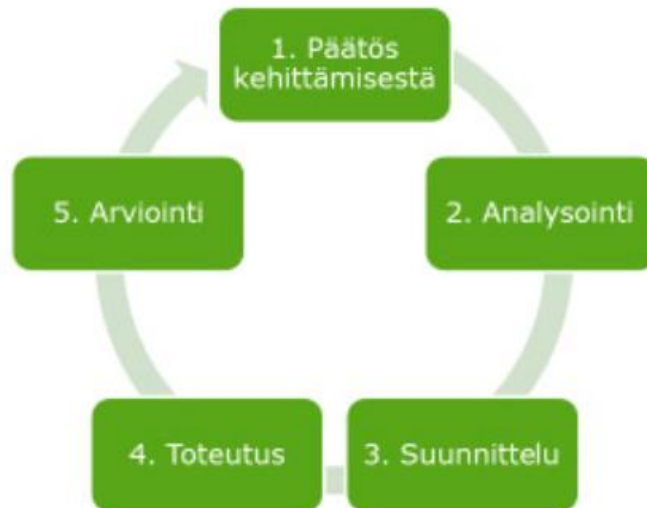 1. Päätös
kehittämisestä
2. Analysointi
3. Suunnittelu
4. Toteutus
5. Arviointi